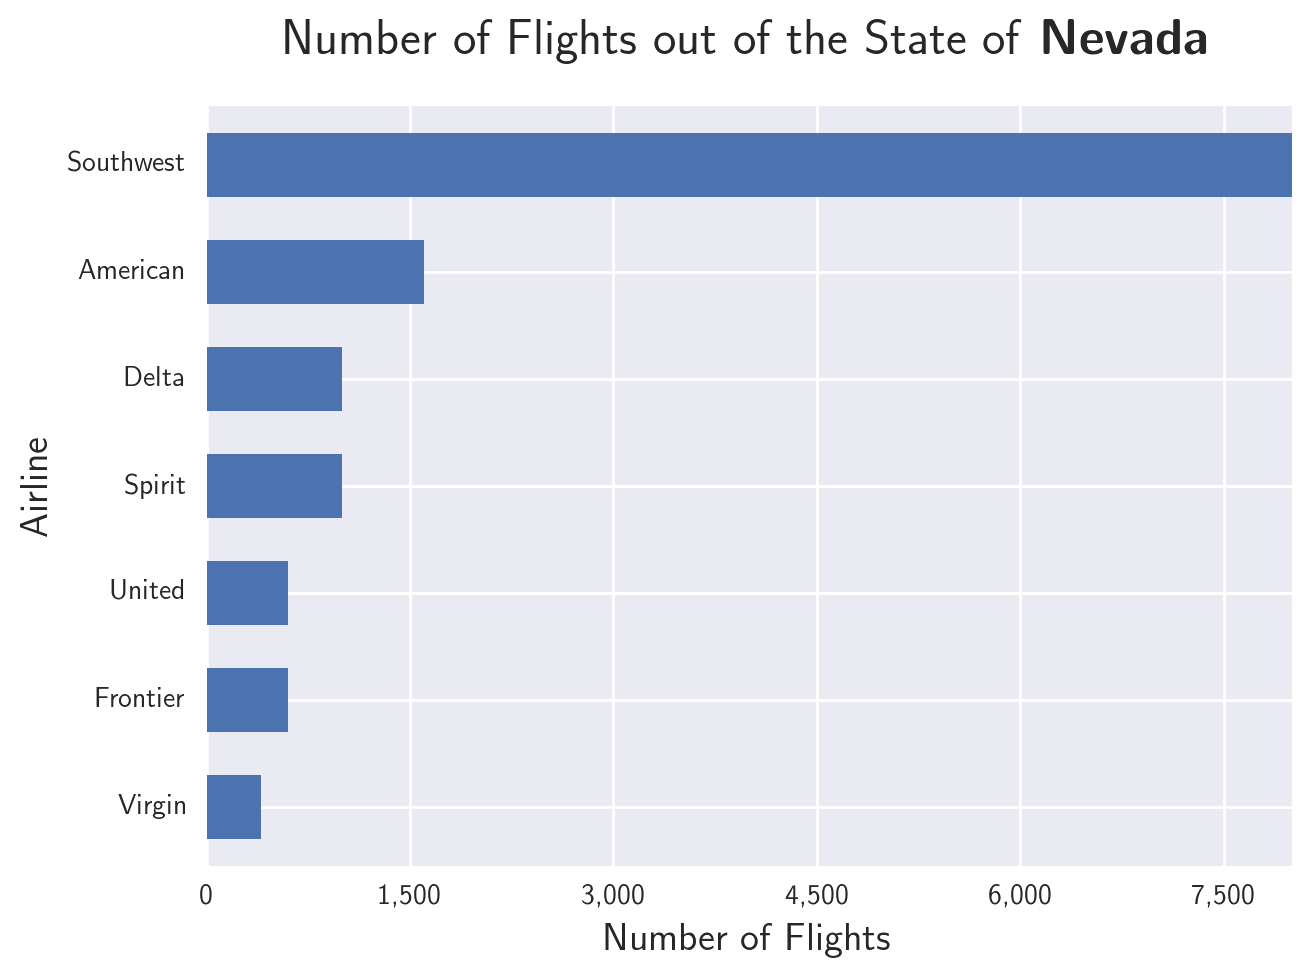 Number of Flights out of the State of Nevada
Southwest
American
Delta
Spirit
United
Frontier
Virgin
Airline
0 1,500 3,000 4,500 6,000 7,500
Number of Flights